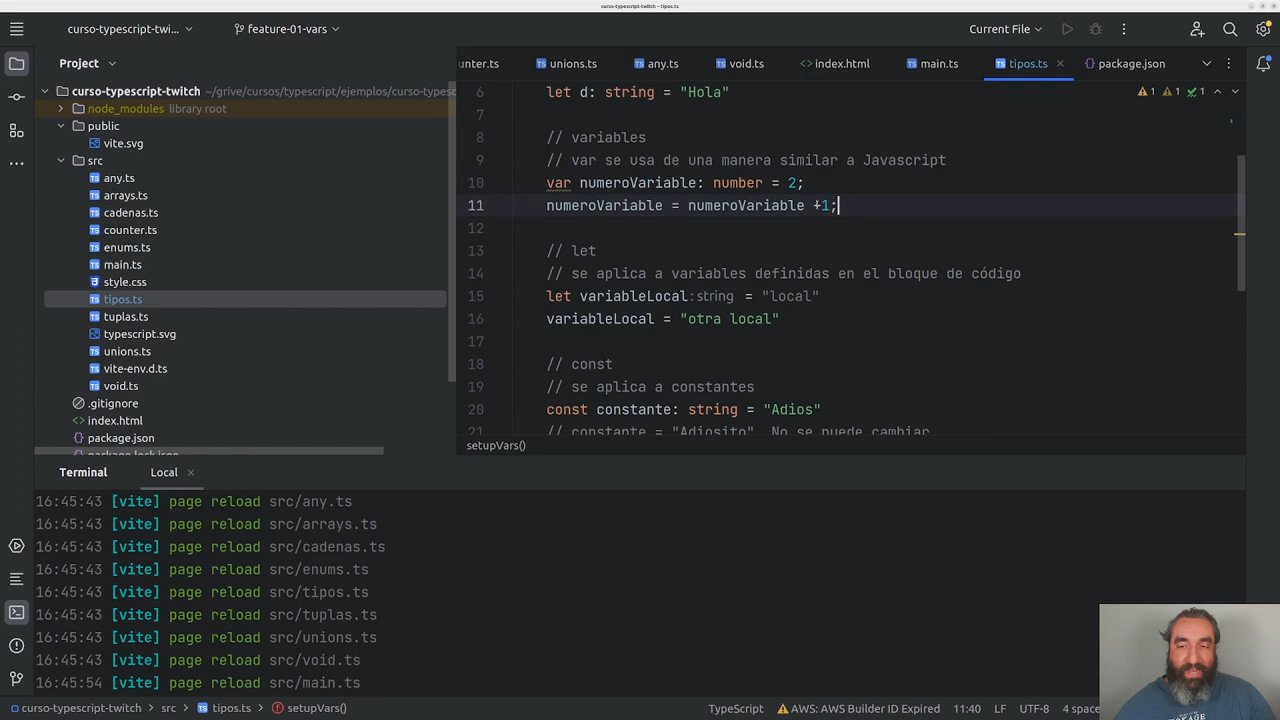 curso-typescript-twitch – tipos.ts
curso-typescript-twi...
feature-01-vars
Current File
Project
unter.ts
unions.ts
any.ts
void.ts
index.html
main.ts
tipos.ts
package.json
curso-typescript-twitch ~/grive/cursos/typescript/ejemplos/curso-typesc
node_modules library root
public
vite.svg
src
any.ts
arrays.ts
cadenas.ts
counter.ts
enums.ts
main.ts
style.css
tipos.ts
tuplas.ts
typescript.svg
unions.ts
vite-env.d.ts
void.ts
.gitignore
index.html
package.json
package-lock.json
6 let d: string = "Hola"
1 1 1
7
8 // variables
9 // var se usa de una manera similar a Javascript
10 var numeroVariable: number = 2;
11 numeroVariable = numeroVariable +1;
12
13 // let
14 // se aplica a variables definidas en el bloque de código
15 let variableLocal:string = "local"
16 variableLocal = "otra local"
17
18 // const
19 // se aplica a constantes
20 const constante: string = "Adios"
21 // constante = "Adiosito" No se puede cambiar
setupVars()
Terminal
Local
16:45:43 [vite] page reload src/any.ts
16:45:43 [vite] page reload src/arrays.ts
16:45:43 [vite] page reload src/cadenas.ts
16:45:43 [vite] page reload src/enums.ts
16:45:43 [vite] page reload src/tipos.ts
16:45:43 [vite] page reload src/tuplas.ts
16:45:43 [vite] page reload src/unions.ts
16:45:43 [vite] page reload src/void.ts
16:45:54 [vite] page reload src/main.ts
curso-typescript-twitch > src > tipos.ts > setupVars()
TypeScript
AWS: AWS Builder ID Expired
11:40
LF
UTF-8
4 spac